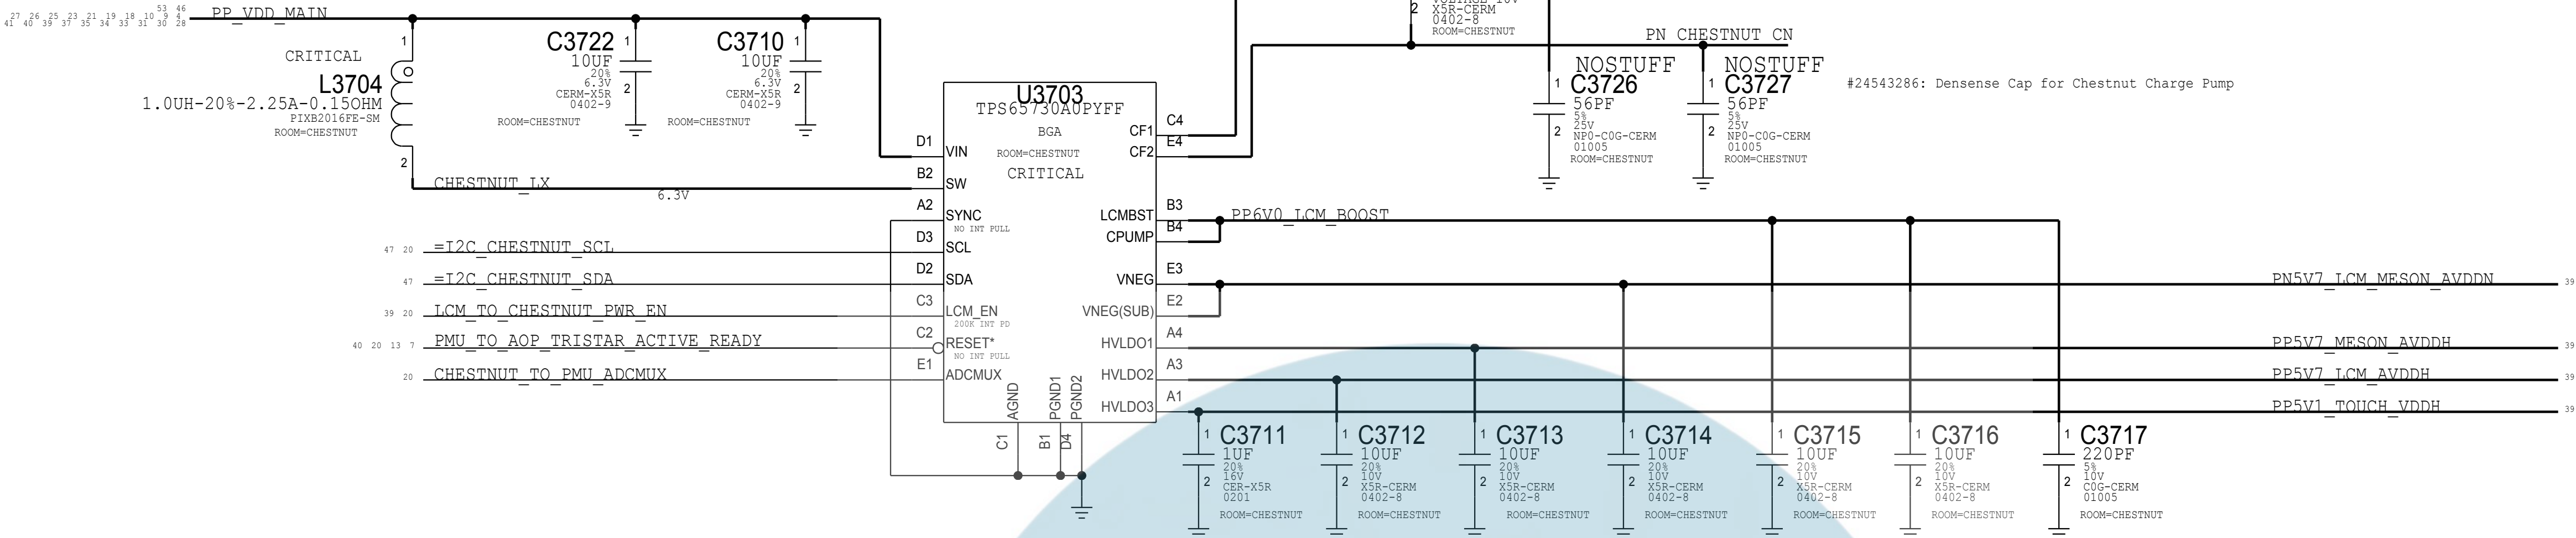 53 46
27 26 25 23 21 19 18 10 9 4
41 40 39 37 35 34 33 31 30 28
PP_VDD_MAIN
1
CRITICAL
L3704
1.0UH-20%-2.25A-0.15OHM
PIXB2016FE-SM
ROOM=CHESTNUT
2
C3722
1
10UF
20%
6.3V
CERM-X5R
2
0402-9
ROOM=CHESTNUT
C3710
1
10UF
20%
6.3V
CERM-X5R
2
0402-9
ROOM=CHESTNUT
CHESTNUT_LX
6.3V
47 20
=I2C_CHESTNUT_SCL
47
=I2C_CHESTNUT_SDA
39 20
LCM_TO_CHESTNUT_PWR_EN
40 20 13 7
PMU_TO_AOP_TRISTAR_ACTIVE_READY
20
CHESTNUT_TO_PMU_ADCMUX
U3703
TPS65730A0PYFF
BGA
ROOM=CHESTNUT
CRITICAL
D1
VIN
B2
SW
A2
SYNC
NO INT PULL
D3
SCL
D2
SDA
C3
LCM_EN
200K INT PD
C2
RESET*
NO INT PULL
E1
ADCMUX
AGND
PGND1
PGND2
C1
B1
D4
C4
CF1
E4
CF2
B3
LCMBST
B4
CPUMP
E3
VNEG
E2
VNEG(SUB)
A4
HVLDO1
A3
HVLDO2
A1
HVLDO3
2
X5R-CERM
0402-8
ROOM=CHESTNUT
PN_CHESTNUT_CN
NOSTUFF
1
C3726
56PF
5%
25V
2
NP0-C0G-CERM
01005
ROOM=CHESTNUT
NOSTUFF
1
C3727
56PF
5%
25V
2
NP0-C0G-CERM
01005
ROOM=CHESTNUT
#24543286: Densense Cap for Chestnut Charge Pump
PP6V0_LCM_BOOST
PN5V7_LCM_MESON_AVDDN
39
PP5V7_MESON_AVDDH
39
PP5V7_LCM_AVDDH
39
PP5V1_TOUCH_VDDH
39
1
C3711
1UF
20%
16V
2
CER-X5R
0201
ROOM=CHESTNUT
1
C3712
10UF
20%
10V
2
X5R-CERM
0402-8
ROOM=CHESTNUT
1
C3713
10UF
20%
10V
2
X5R-CERM
0402-8
ROOM=CHESTNUT
1
C3714
10UF
20%
10V
2
X5R-CERM
0402-8
ROOM=CHESTNUT
1
C3715
10UF
20%
10V
2
X5R-CERM
0402-8
ROOM=CHESTNUT
1
C3716
10UF
20%
10V
2
X5R-CERM
0402-8
ROOM=CHESTNUT
1
C3717
220PF
5%
10V
2
C0G-CERM
01005
ROOM=CHESTNUT